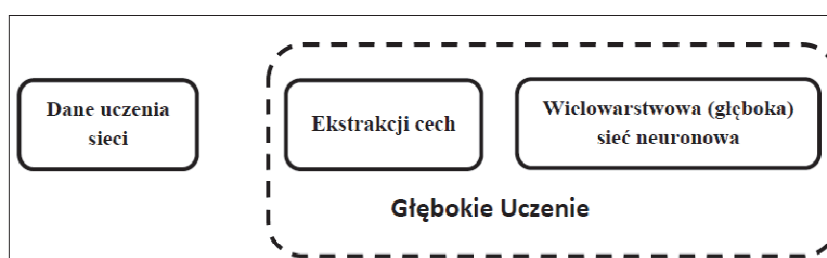 Dane uczenia
sieci
Ekstrakcji cech
Wielowarstwowa (głęboka)
sieć neuronowa
Głębokie Uczenie